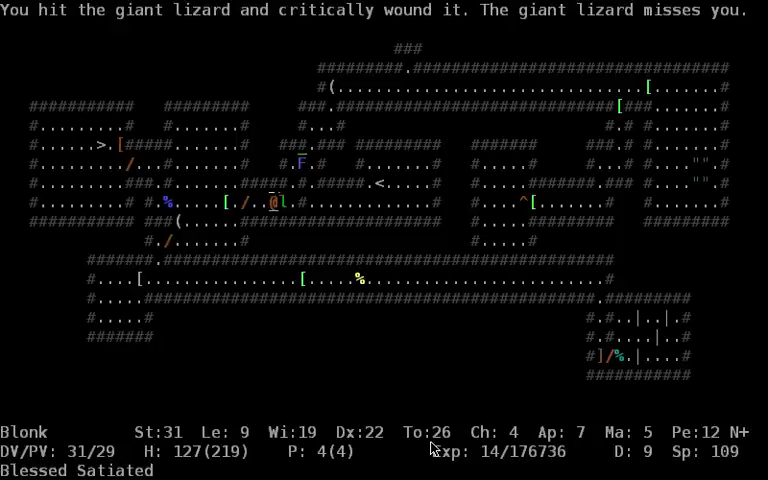 You hit the giant lizard and critically wound it. The giant lizard misses you.
###
#########.#################################
#(................................[.......#
########### ######### ###.#############################[###.......#
#.........# #.......# #...# #.# #.......#
#......>.[#####.......# ###.### ######### ####### ###.# #.......#
#........./...#.......# #.F.# #.......# #.....# #...# #....""..#
#.........###.#.......#####.#.#####.......# #.....#######.### #....""..#
#.........# #.%.....[./..@l.#.......<.....# #....^[.........# #.......#
########### ###(......##################### #.....########### #########
#./.......# #.....#
#######.###############################################
#....[................[.....%.........................#
#.....###############################################.#########
#.....# #.#..|..|.#
####### #.#....|..#
#]/%.|....#
###########
Blonk St:31 Le: 9 Wi:19 Dx:22 To:26 Ch: 4 Ap: 7 Ma: 5 Pe:12 N+
DV/PV: 31/29 H: 127(219) P: 4(4) Exp: 14/176736 D: 9 Sp: 109
Blessed Satiated